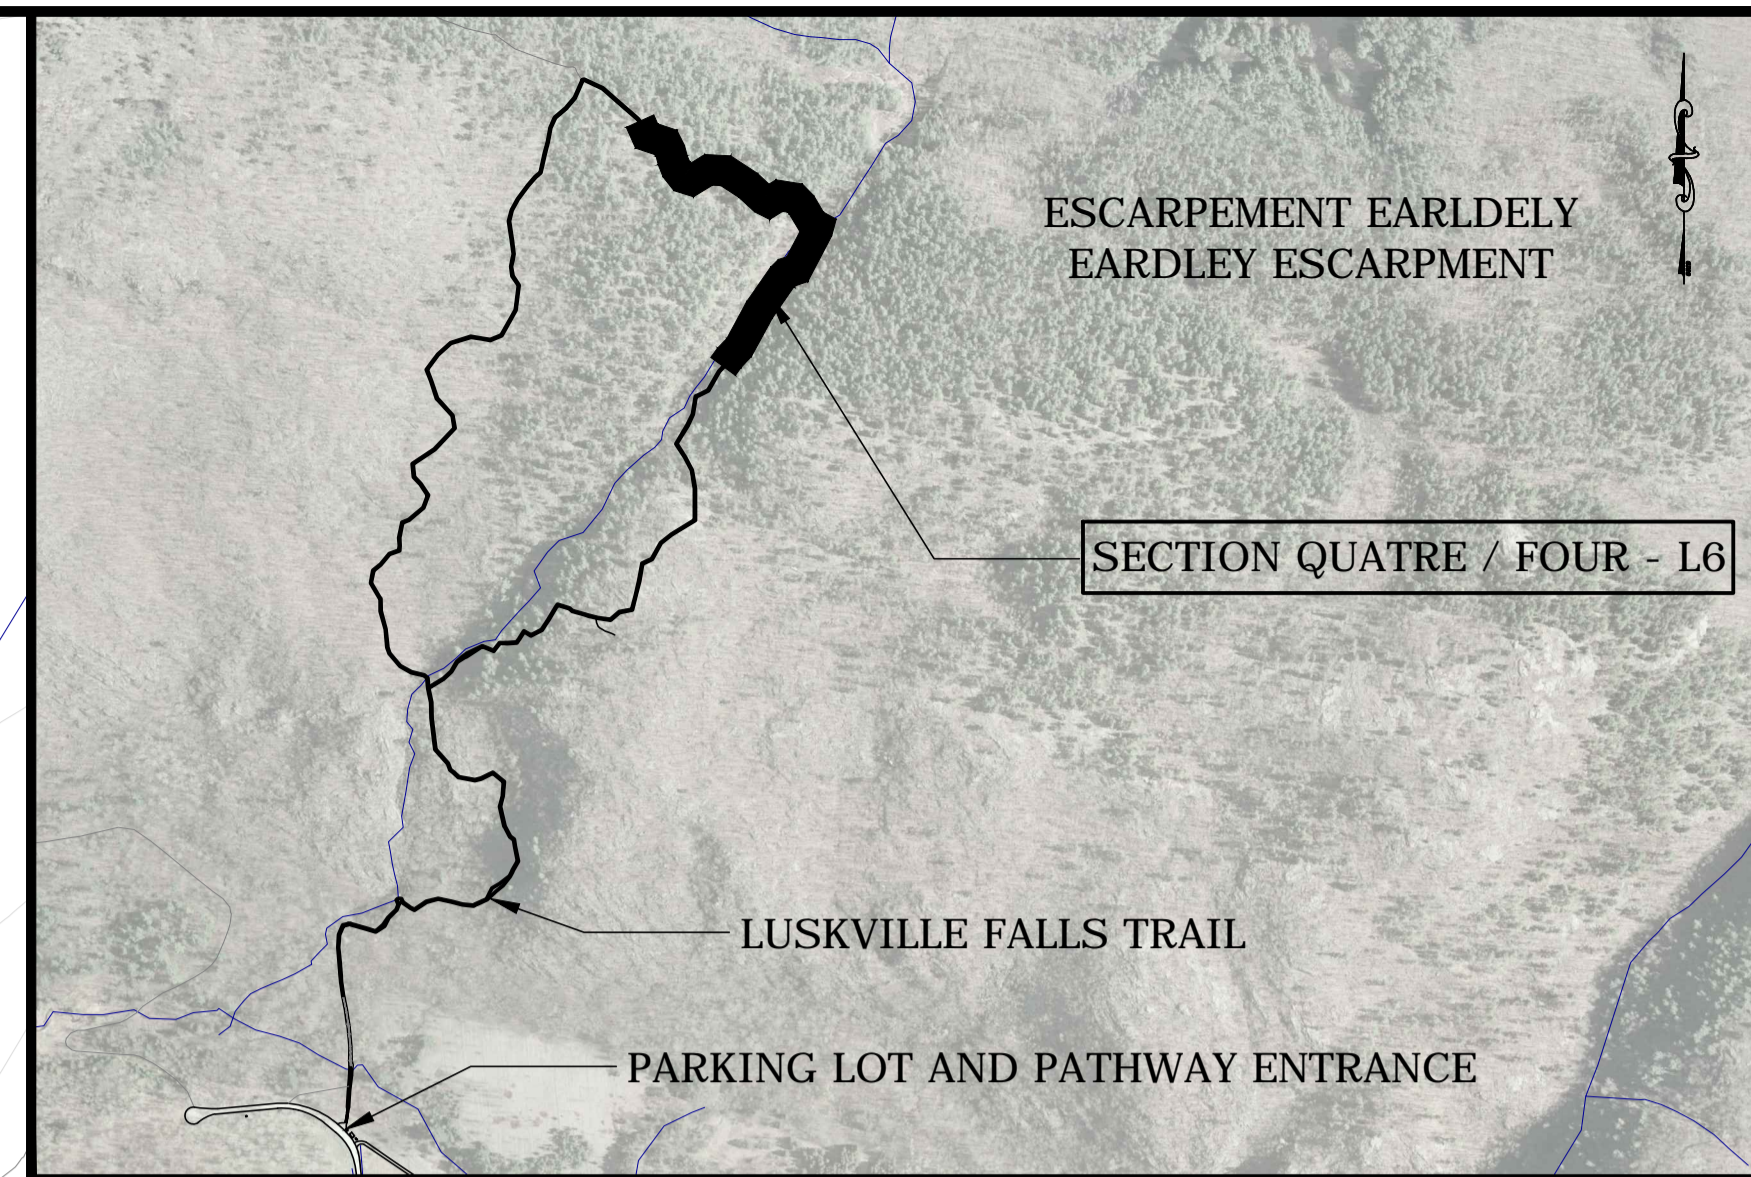 ESCARPEMENT EARLDELY
EARDLEY ESCARPMENT
SECTION QUATRE / FOUR - L6
LUSKVILLE FALLS TRAIL
PARKING LOT AND PATHWAY ENTRANCE